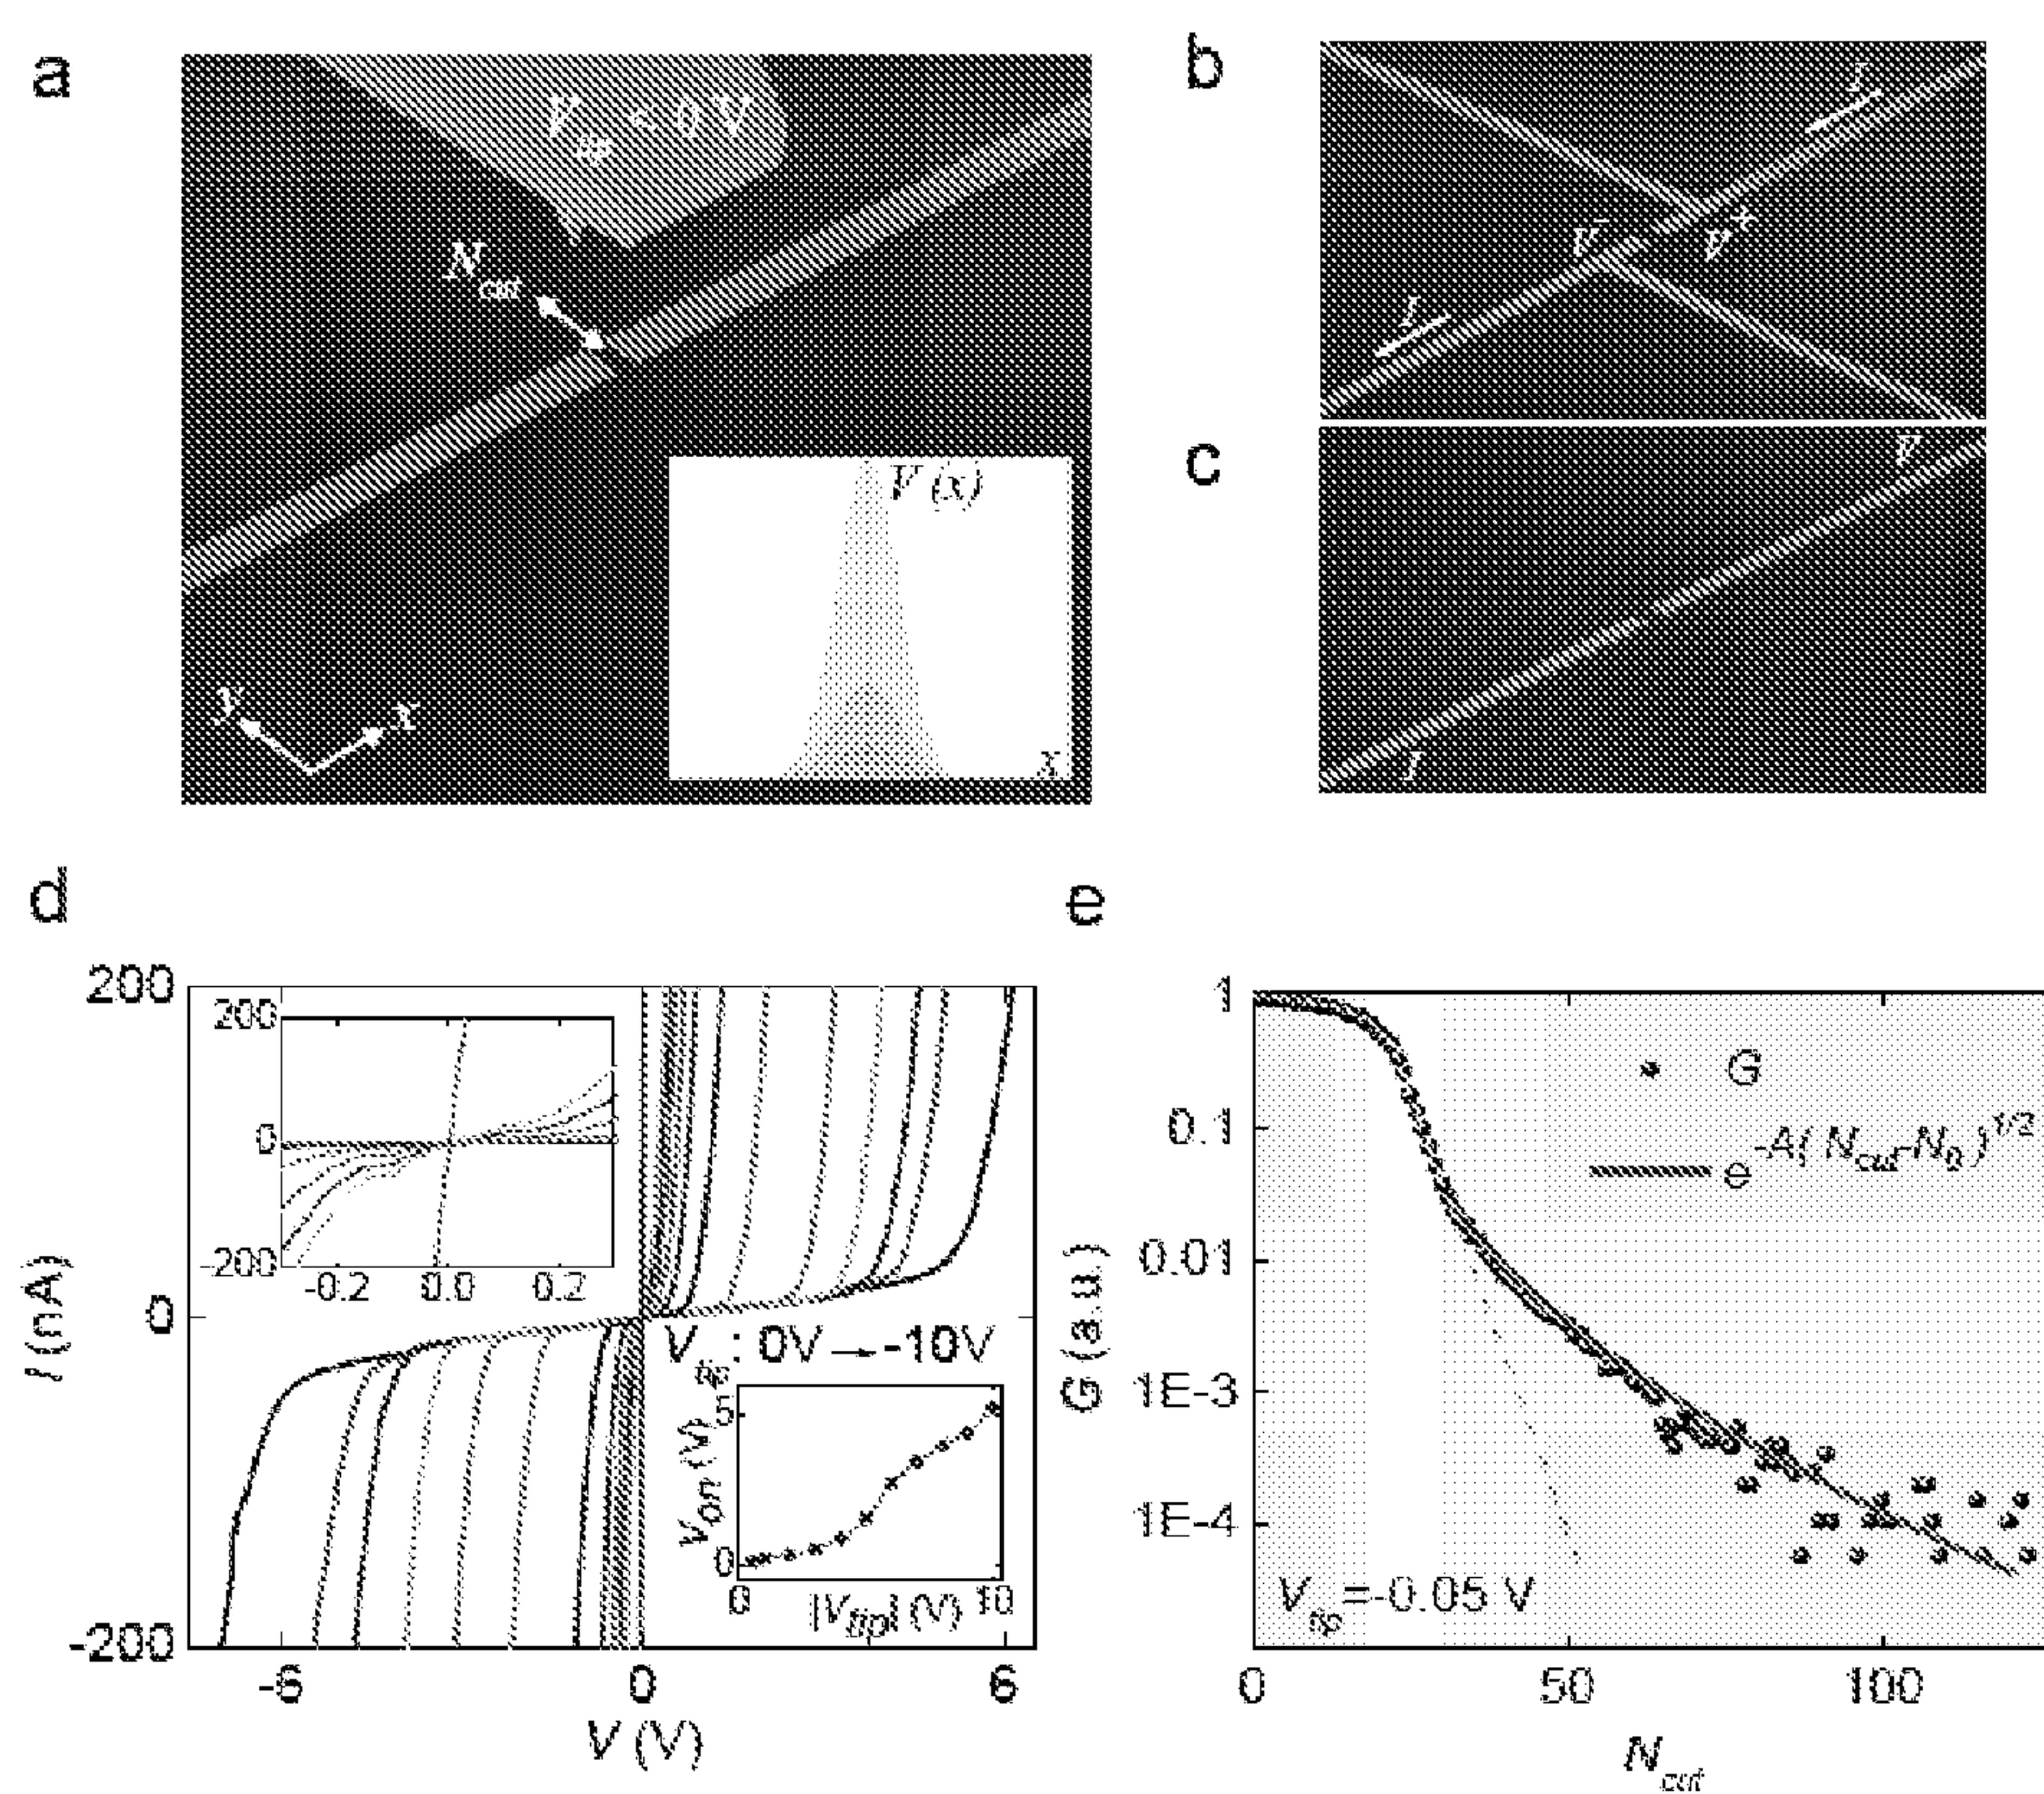 a
V_tip < 0 V
N_cut
V(x)
x
y
x
b
I
V-
V+
I
c
V
I
d
200
0
-200
I (nA)
-6
0
6
V (V)
200
0
-200
-0.2
0.0
0.2
V_tip: 0V → -10V
5
0
V_on (V)
0
10
|V_tip| (V)
e
1
0.1
0.01
1E-3
1E-4
G (a.u.)
G
e^-A(N_cut-N_0)^1/2
V_tip=-0.05 V
0
50
100
N_cut